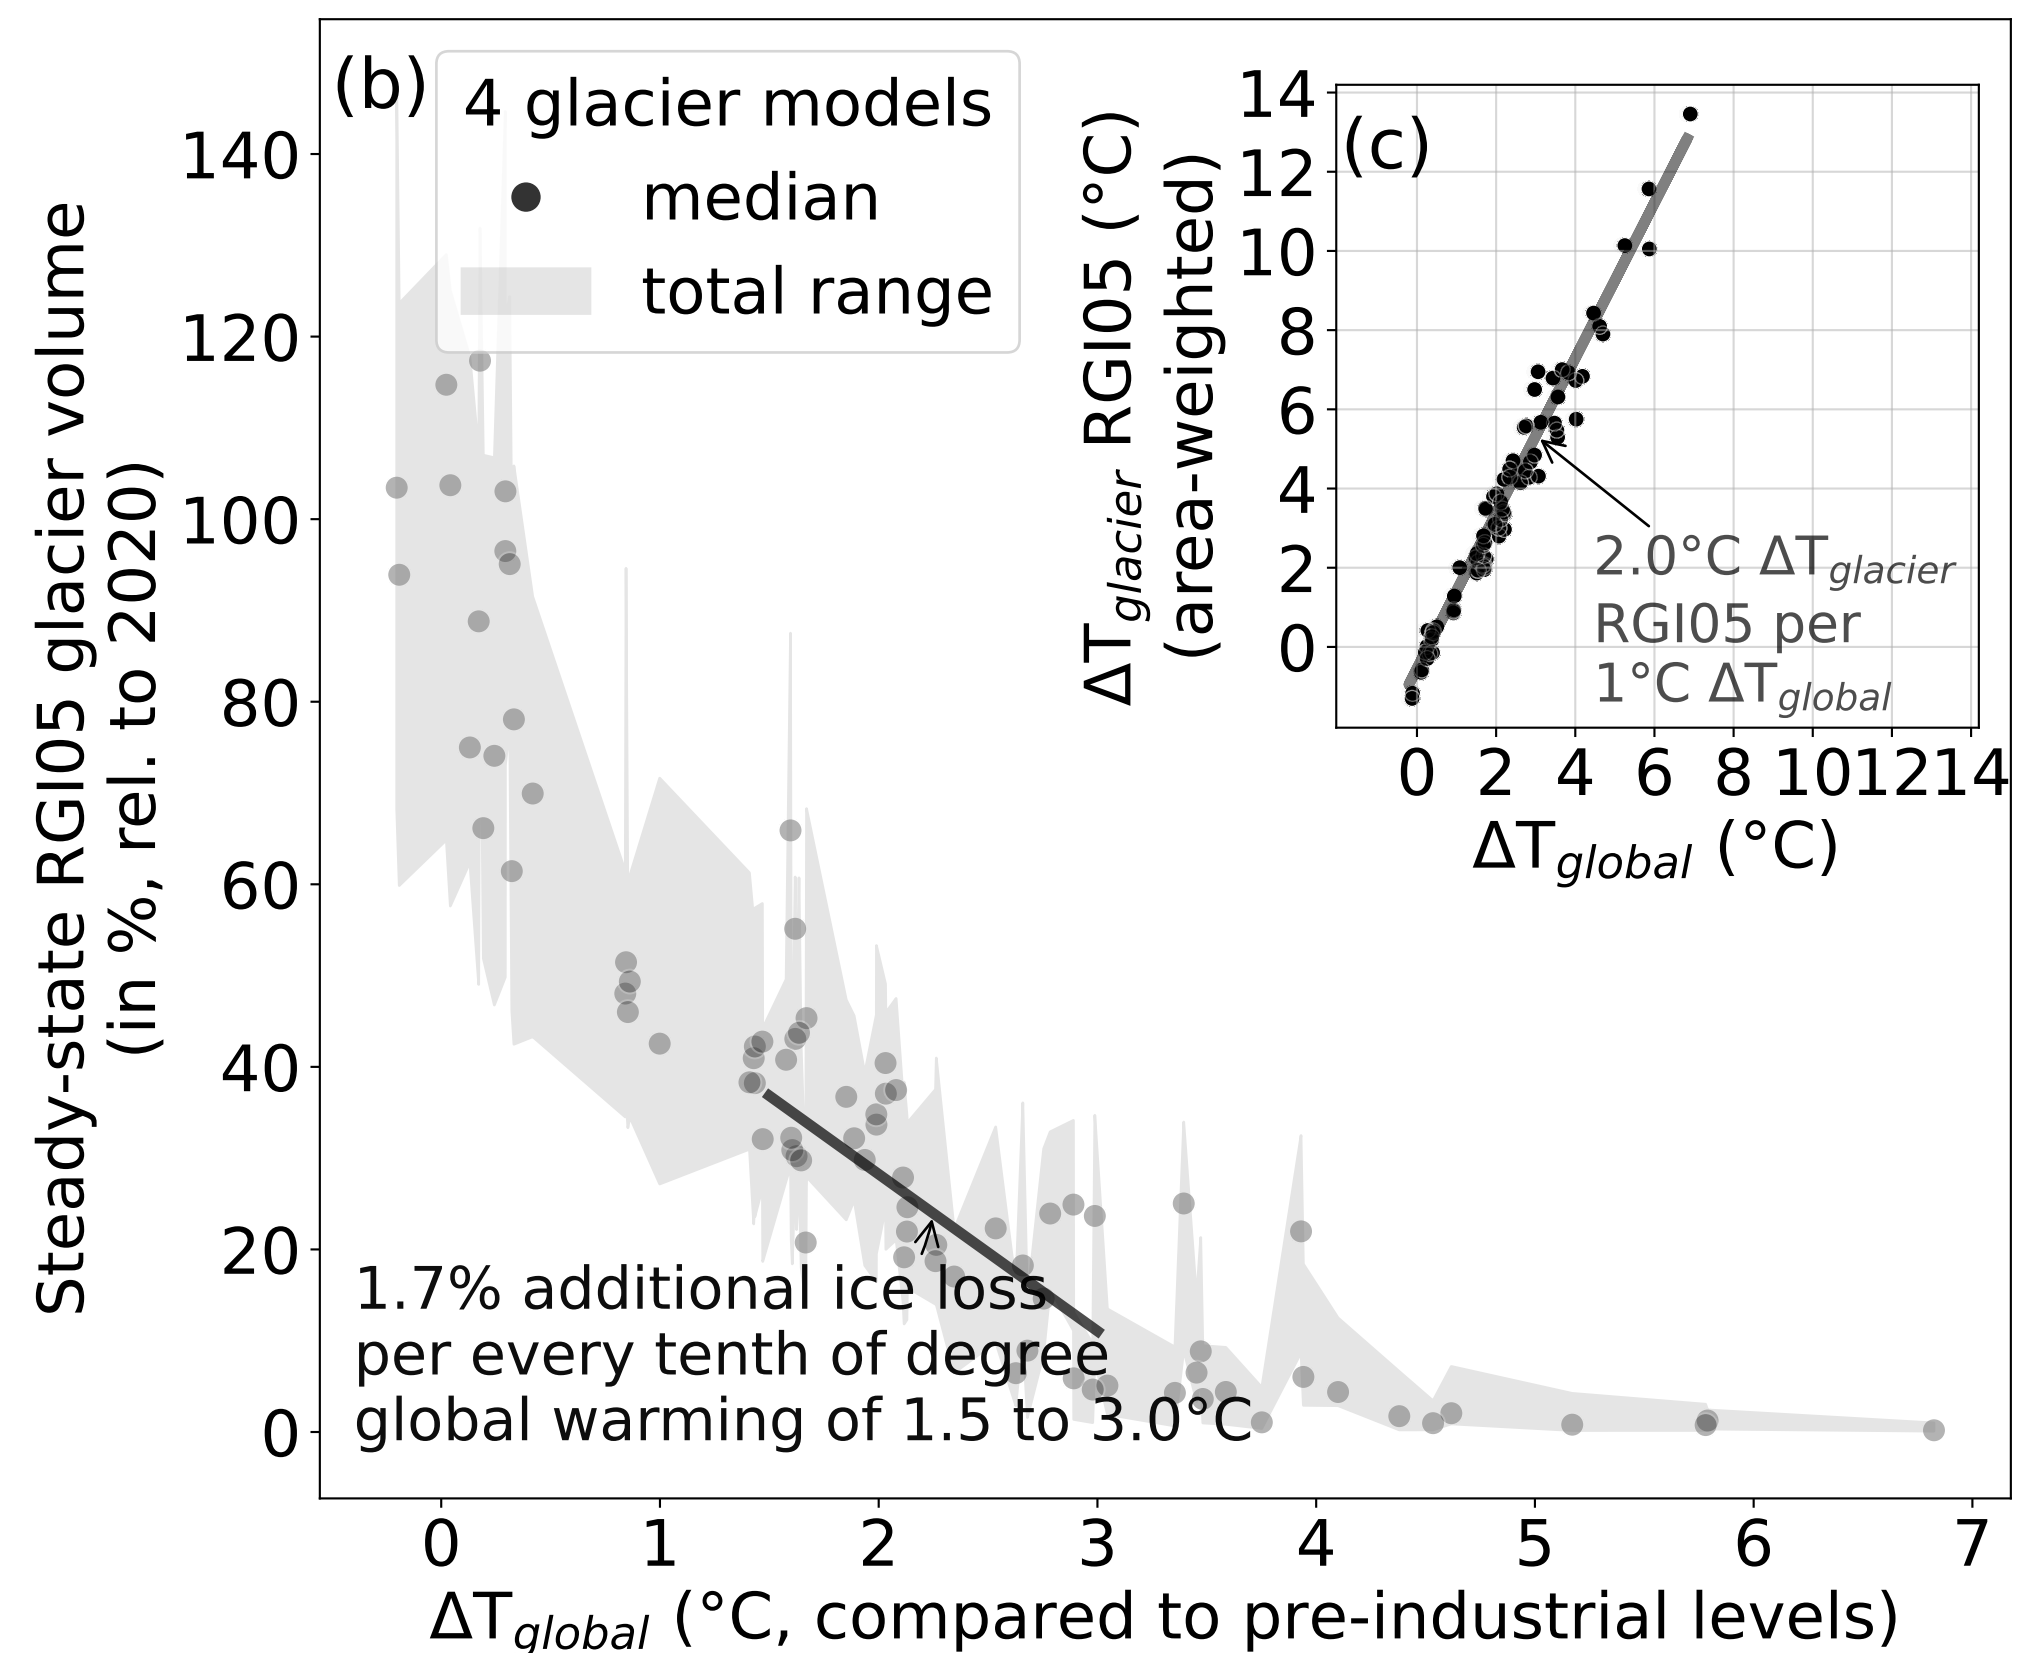 (b)
4 glacier models
median
total range
Steady-state RGI05 glacier volume
(in %, rel. to 2020)
140
120
100
80
60
40
20
0
1.7% additional ice loss
per every tenth of degree
global warming of 1.5 to 3.0°C
0 1 2 3 4 5 6 7
ΔTglobal (°C, compared to pre-industrial levels)
(c)
ΔTglacier RGI05 (°C)
(area-weighted)
14
12
10
8
6
4
2
0
2.0°C ΔTglacier
RGI05 per
1°C ΔTglobal
0 2 4 6 8 10 12 14
ΔTglobal (°C)